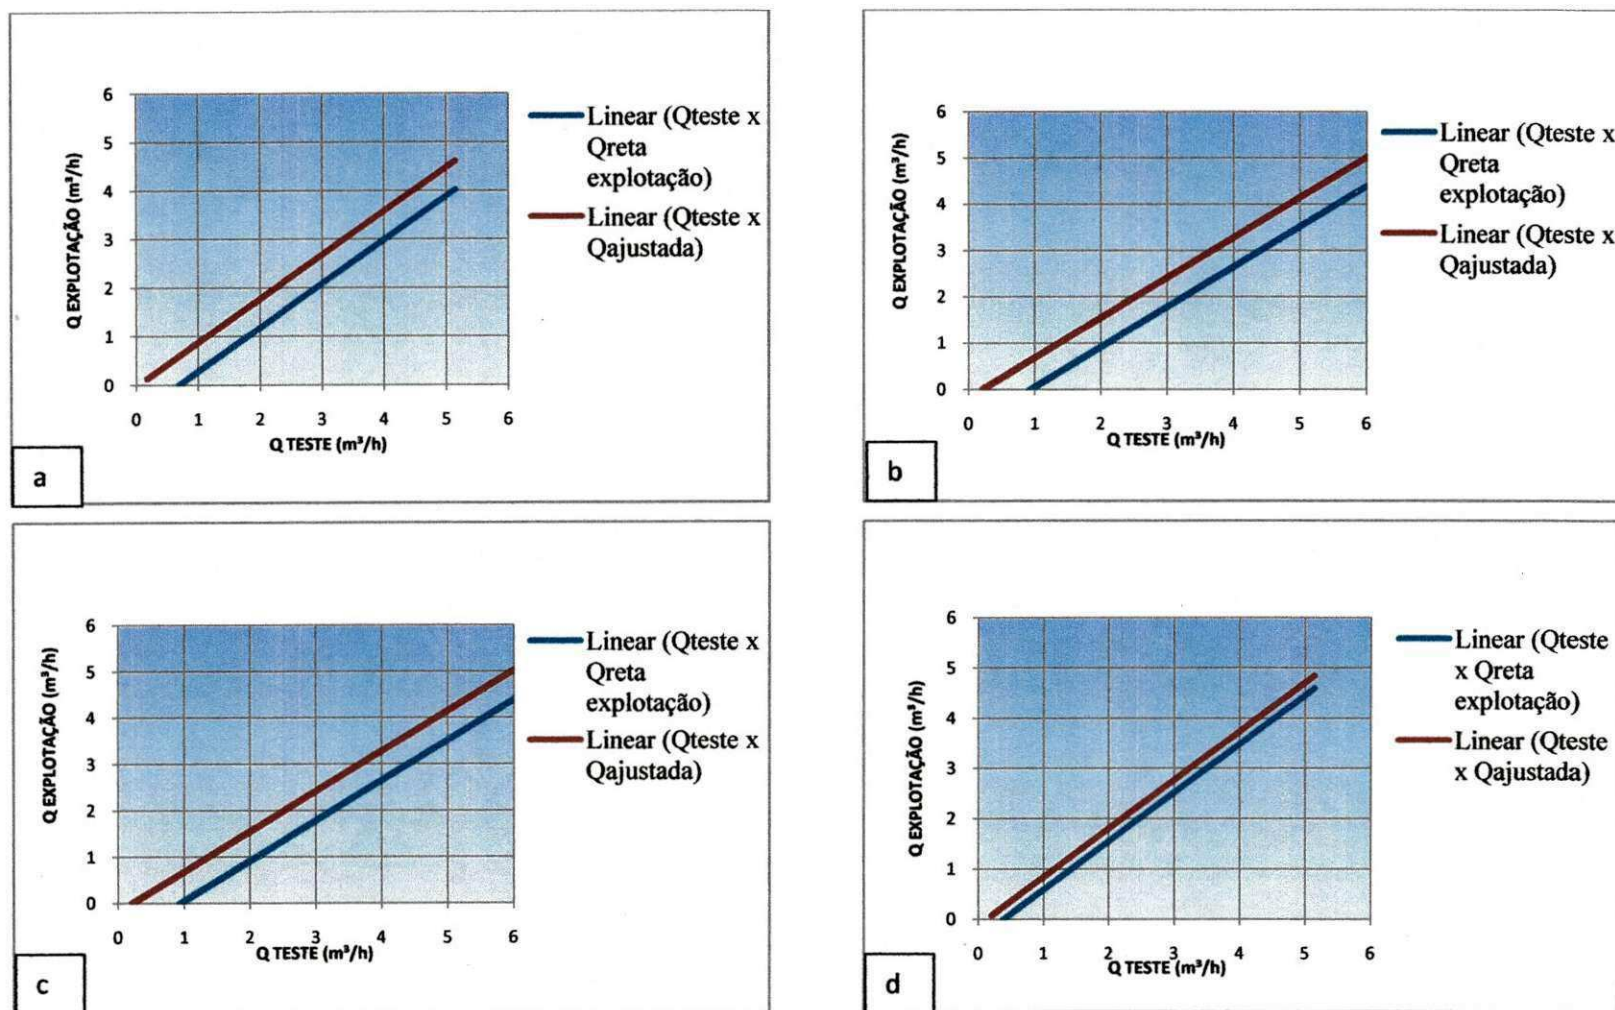 6
5
4
3
2
1
0
Q EXPLOTAÇÃO (m³/h)
0 1 2 3 4 5 6
Q TESTE (m³/h)
Linear (Qteste x
Qreta
explotação)
Linear (Qteste x
Qajustada)
a
6
5
4
3
2
1
0
Q EXPLOTAÇÃO (m³/h)
0 1 2 3 4 5 6
Q TESTE (m³/h)
Linear (Qteste x
Qreta
explotação)
Linear (Qteste x
Qajustada)
b
6
5
4
3
2
1
0
Q EXPLOTAÇÃO (m³/h)
0 1 2 3 4 5 6
Q TESTE (m³/h)
Linear (Qteste x
Qreta
explotação)
Linear (Qteste x
Qajustada)
c
6
5
4
3
2
1
0
Q EXPLOTAÇÃO (m³/h)
0 1 2 3 4 5 6
Q TESTE (m³/h)
Linear (Qteste
x Qreta
explotação)
Linear (Qteste
x Qajustada)
d